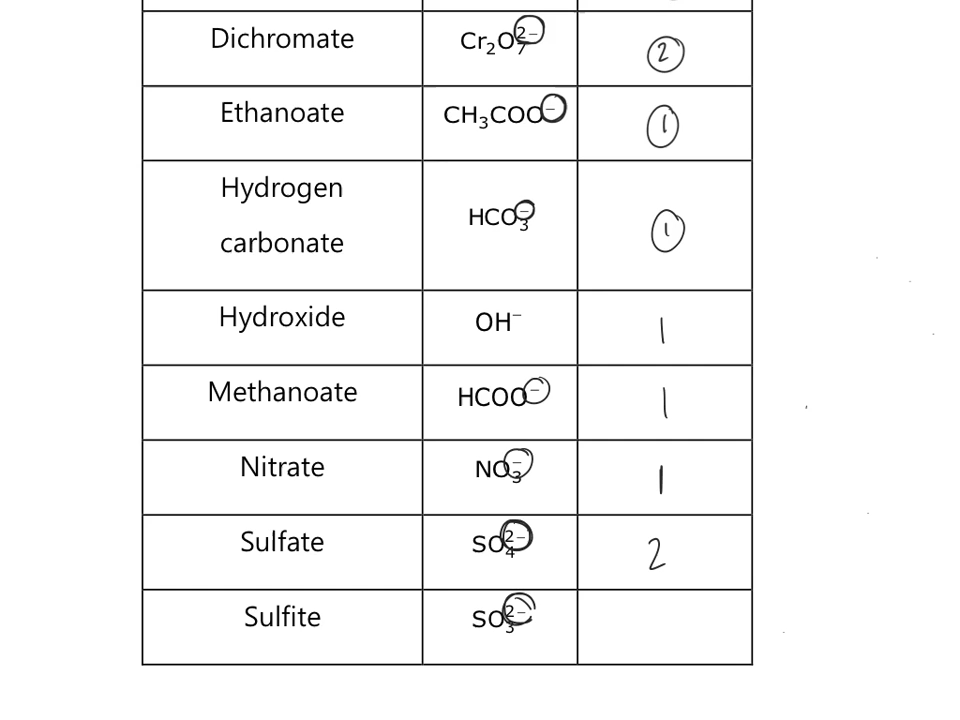 Dichromate Cr₂O₇²⁻ 2
Ethanoate CH₃COO⁻ 1
Hydrogen
carbonate HCO₃⁻ 1
Hydroxide OH⁻ 1
Methanoate HCOO⁻ 1
Nitrate NO₃⁻ 1
Sulfate SO₄²⁻ 2
Sulfite SO₃²⁻